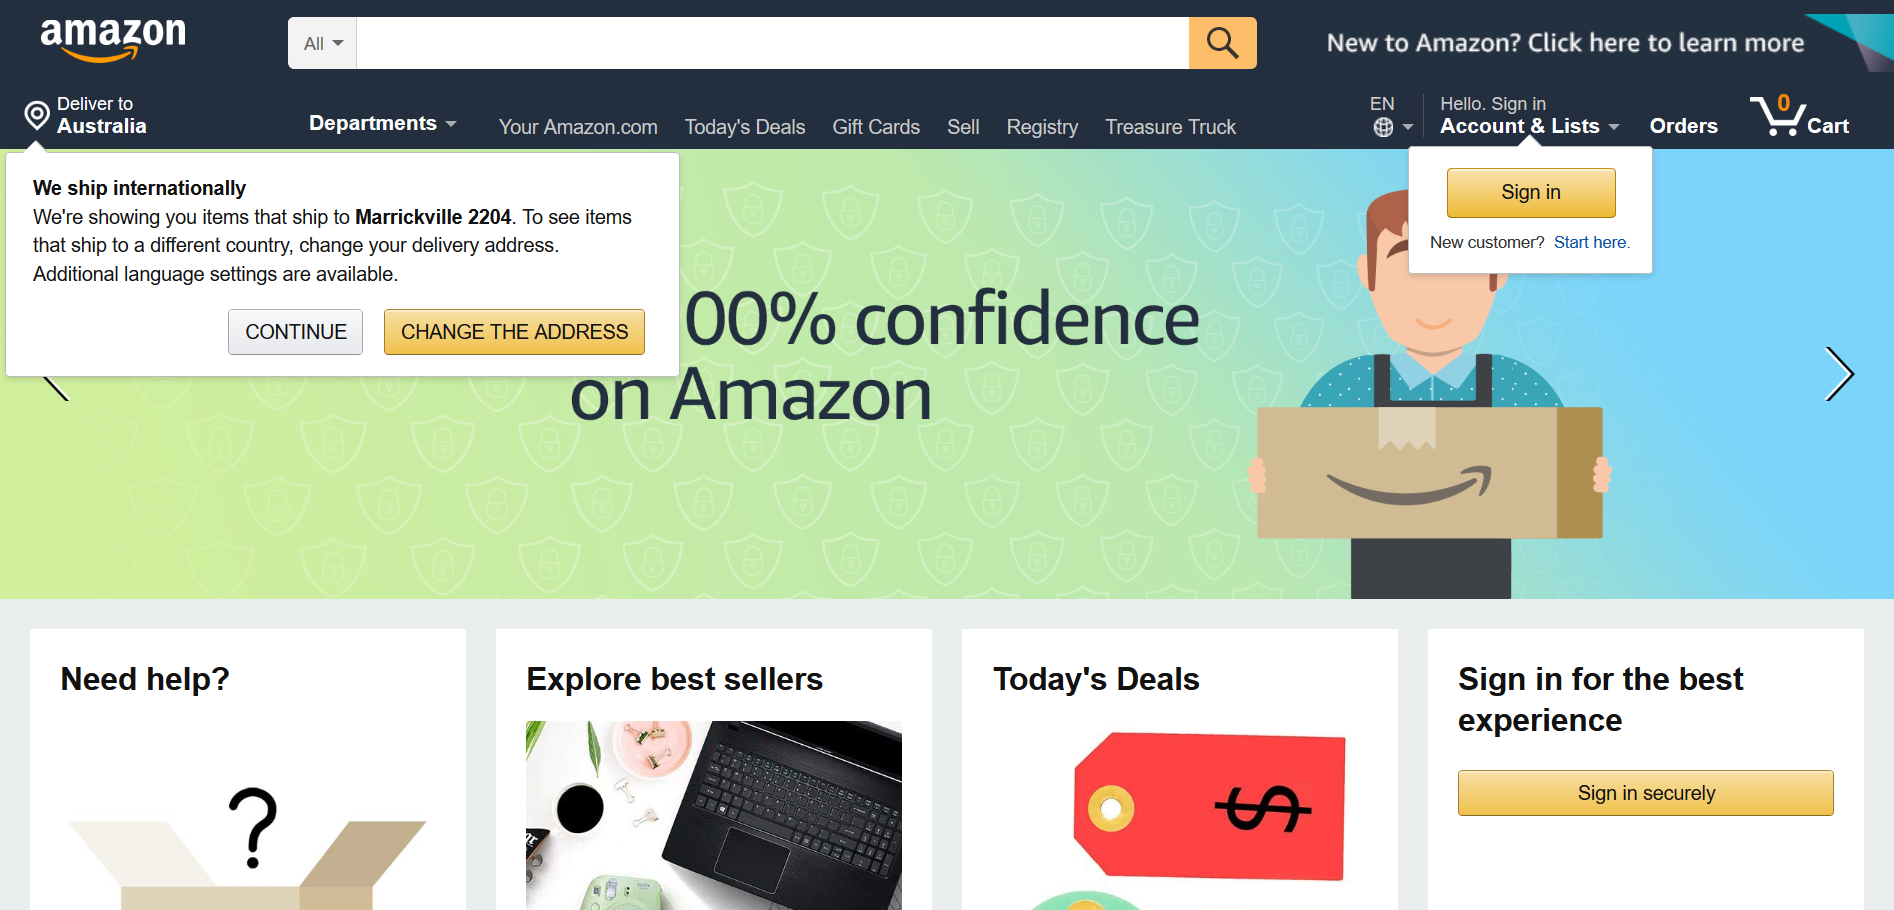 amazon
All
New to Amazon? Click here to learn more
Deliver to
Australia
Departments
Your Amazon.com
Today's Deals
Gift Cards
Sell
Registry
Treasure Truck
EN
Hello. Sign in
Account & Lists
Orders
0
Cart
We ship internationally
We're showing you items that ship to Marrickville 2204. To see items
that ship to a different country, change your delivery address.
Additional language settings are available.
CONTINUE
CHANGE THE ADDRESS
Sign in
New customer? Start here.
00% confidence
on Amazon
Need help?
?
Explore best sellers
Today's Deals
$
Sign in for the best
experience
Sign in securely